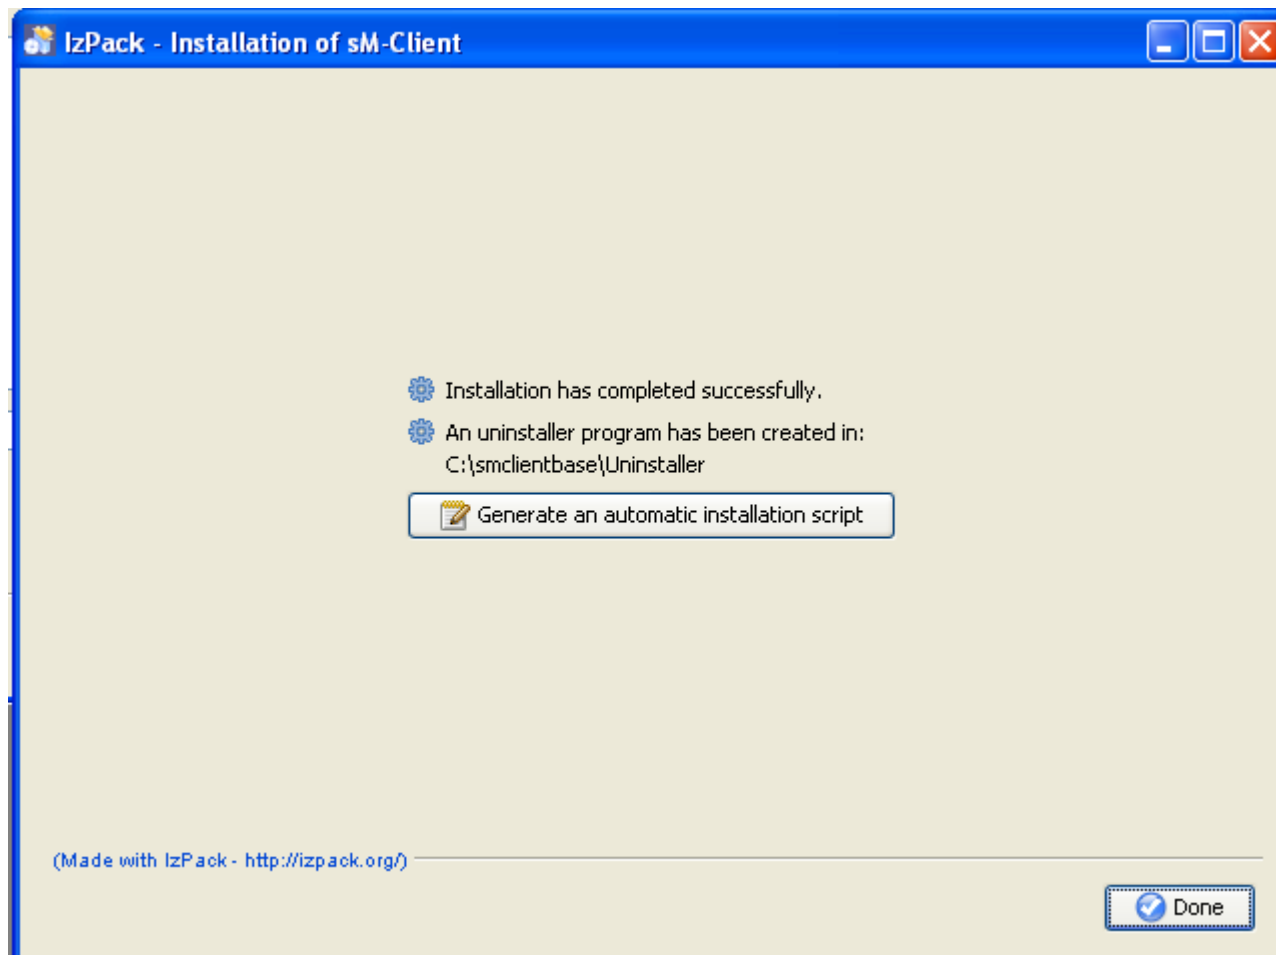 IzPack - Installation of sM-Client
Installation has completed successfully.
An uninstaller program has been created in:
C:\smclientbase\Uninstaller
Generate an automatic installation script
(Made with IzPack - http://izpack.org/)
Done